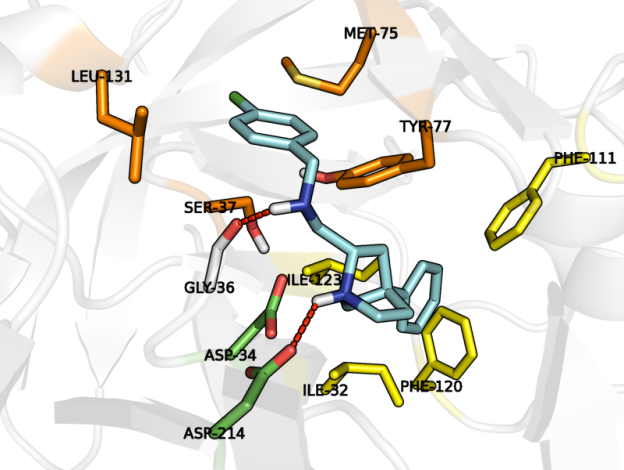 MET-75
LEU-131
TYR-77
PHE-111
SER-37
ILE-123
GLY-36
ASP-34
ILE-32
PHE-120
ASP-214